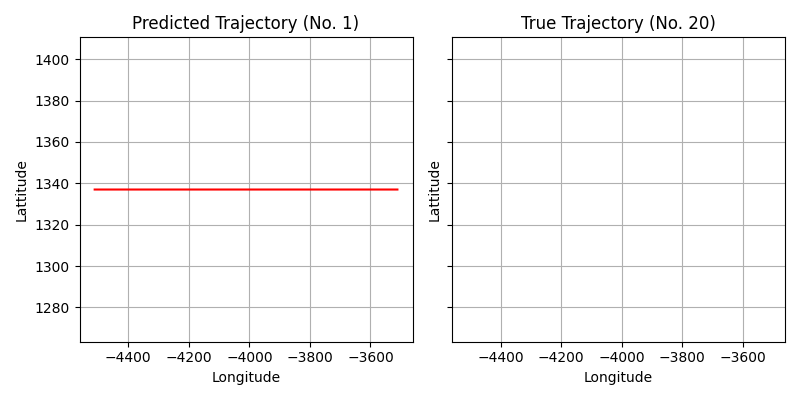 Predicted Trajectory (No. 1)
True Trajectory (No. 20)
1400
1380
1360
1340
1320
1300
1280
Lattitude
Lattitude
−4400 −4200 −4000 −3800 −3600
−4400 −4200 −4000 −3800 −3600
Longitude
Longitude